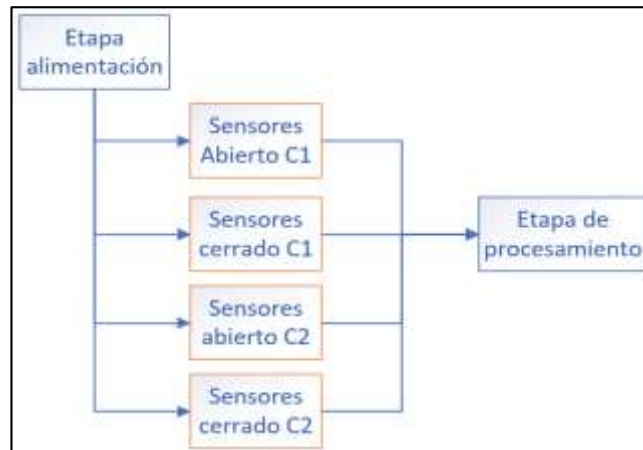 Etapa
alimentación
Sensores
Abierto C1
Sensores
cerrado C1
Sensores
abierto C2
Sensores
cerrado C2
Etapa de
procesamiento